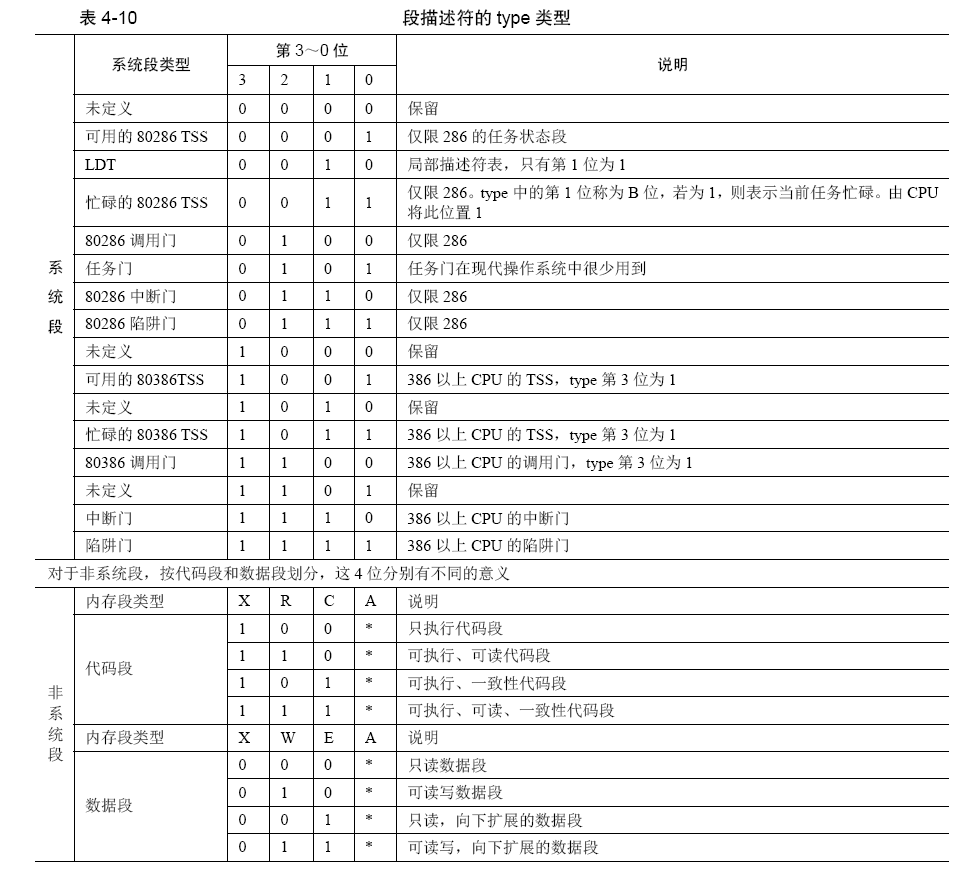 表 4-10 段描述符的 type 类型
系统段类型 第 3～0 位 说明
3 2 1 0
系统段
未定义 0 0 0 0 保留
可用的 80286 TSS 0 0 0 1 仅限 286 的任务状态段
LDT 0 0 1 0 局部描述符表，只有第 1 位为 1
忙碌的 80286 TSS 0 0 1 1 仅限 286。type 中的第 1 位称为 B 位，若为 1，则表示当前任务忙碌。由 CPU
将此位置 1
80286 调用门 0 1 0 0 仅限 286
任务门 0 1 0 1 任务门在现代操作系统中很少用到
80286 中断门 0 1 1 0 仅限 286
80286 陷阱门 0 1 1 1 仅限 286
未定义 1 0 0 0 保留
可用的 80386TSS 1 0 0 1 386 以上 CPU 的 TSS，type 第 3 位为 1
未定义 1 0 1 0 保留
忙碌的 80386 TSS 1 0 1 1 386 以上 CPU 的 TSS，type 第 3 位为 1
80386 调用门 1 1 0 0 386 以上 CPU 的调用门，type 第 3 位为 1
未定义 1 1 0 1 保留
中断门 1 1 1 0 386 以上 CPU 的中断门
陷阱门 1 1 1 1 386 以上 CPU 的陷阱门
对于非系统段，按代码段和数据段划分，这 4 位分别有不同的意义
非系统段
内存段类型 X R C A 说明
代码段
1 0 0 * 只执行代码段
1 1 0 * 可执行、可读代码段
1 0 1 * 可执行、一致性代码段
1 1 1 * 可执行、可读、一致性代码段
内存段类型 X W E A 说明
数据段
0 0 0 * 只读数据段
0 1 0 * 可读写数据段
0 0 1 * 只读，向下扩展的数据段
0 1 1 * 可读写，向下扩展的数据段